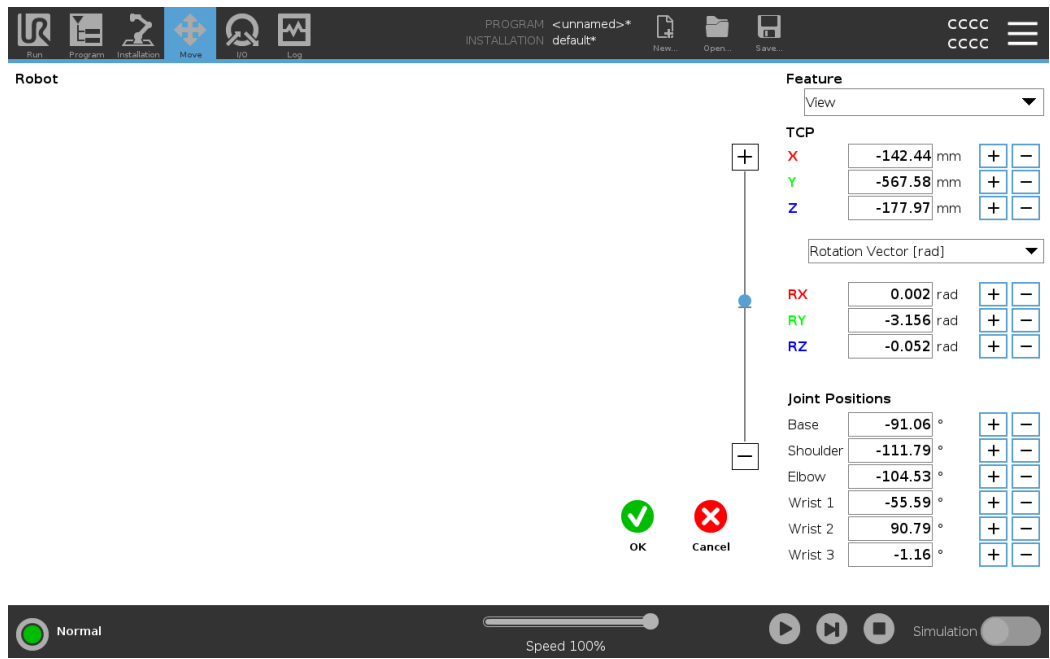 UR
PROGRAM <unnamed>*
INSTALLATION default*
CCCC
CCCC
Run Program Installation Move I/O Log New... Open... Save...
Robot
Feature
View
TCP
X -142.44 mm + −
Y -567.58 mm + −
Z -177.97 mm + −
Rotation Vector [rad]
RX 0.002 rad + −
RY -3.156 rad + −
RZ -0.052 rad + −
Joint Positions
Base -91.06 ° + −
Shoulder -111.79 ° + −
Elbow -104.53 ° + −
Wrist 1 -55.59 ° + −
Wrist 2 90.79 ° + −
Wrist 3 -1.16 ° + −
+
−
OK Cancel
Normal
Speed 100%
Simulation